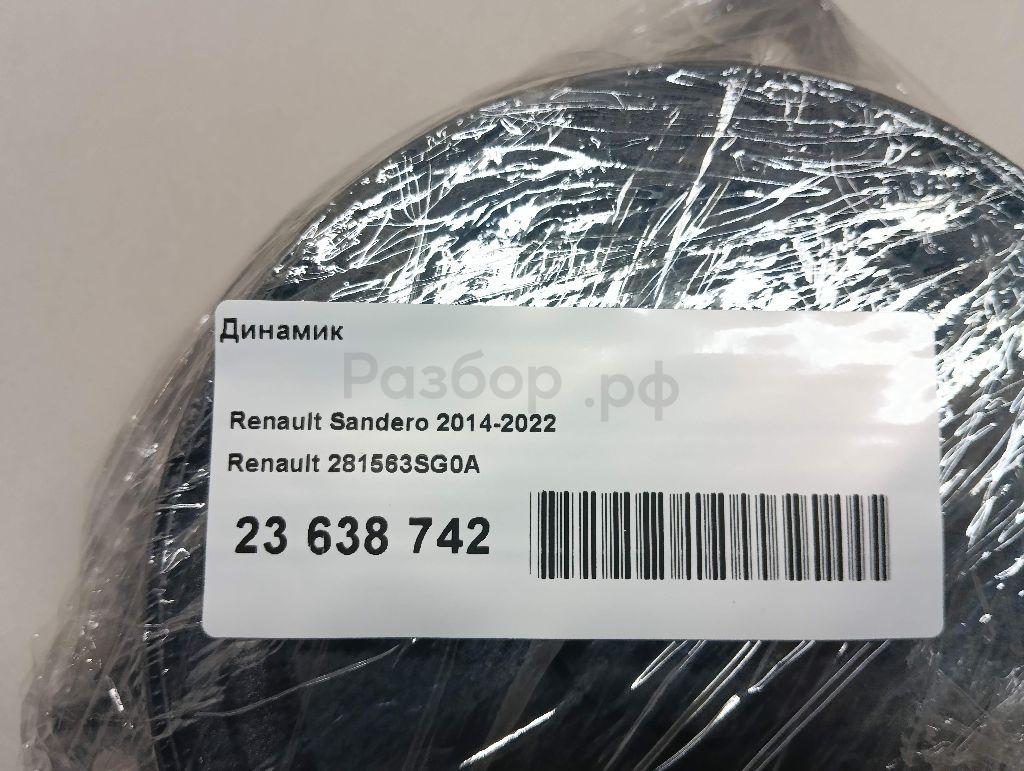 Динамик
Разбор.рф
Renault Sandero 2014-2022
Renault 281563SG0A
23 638 742